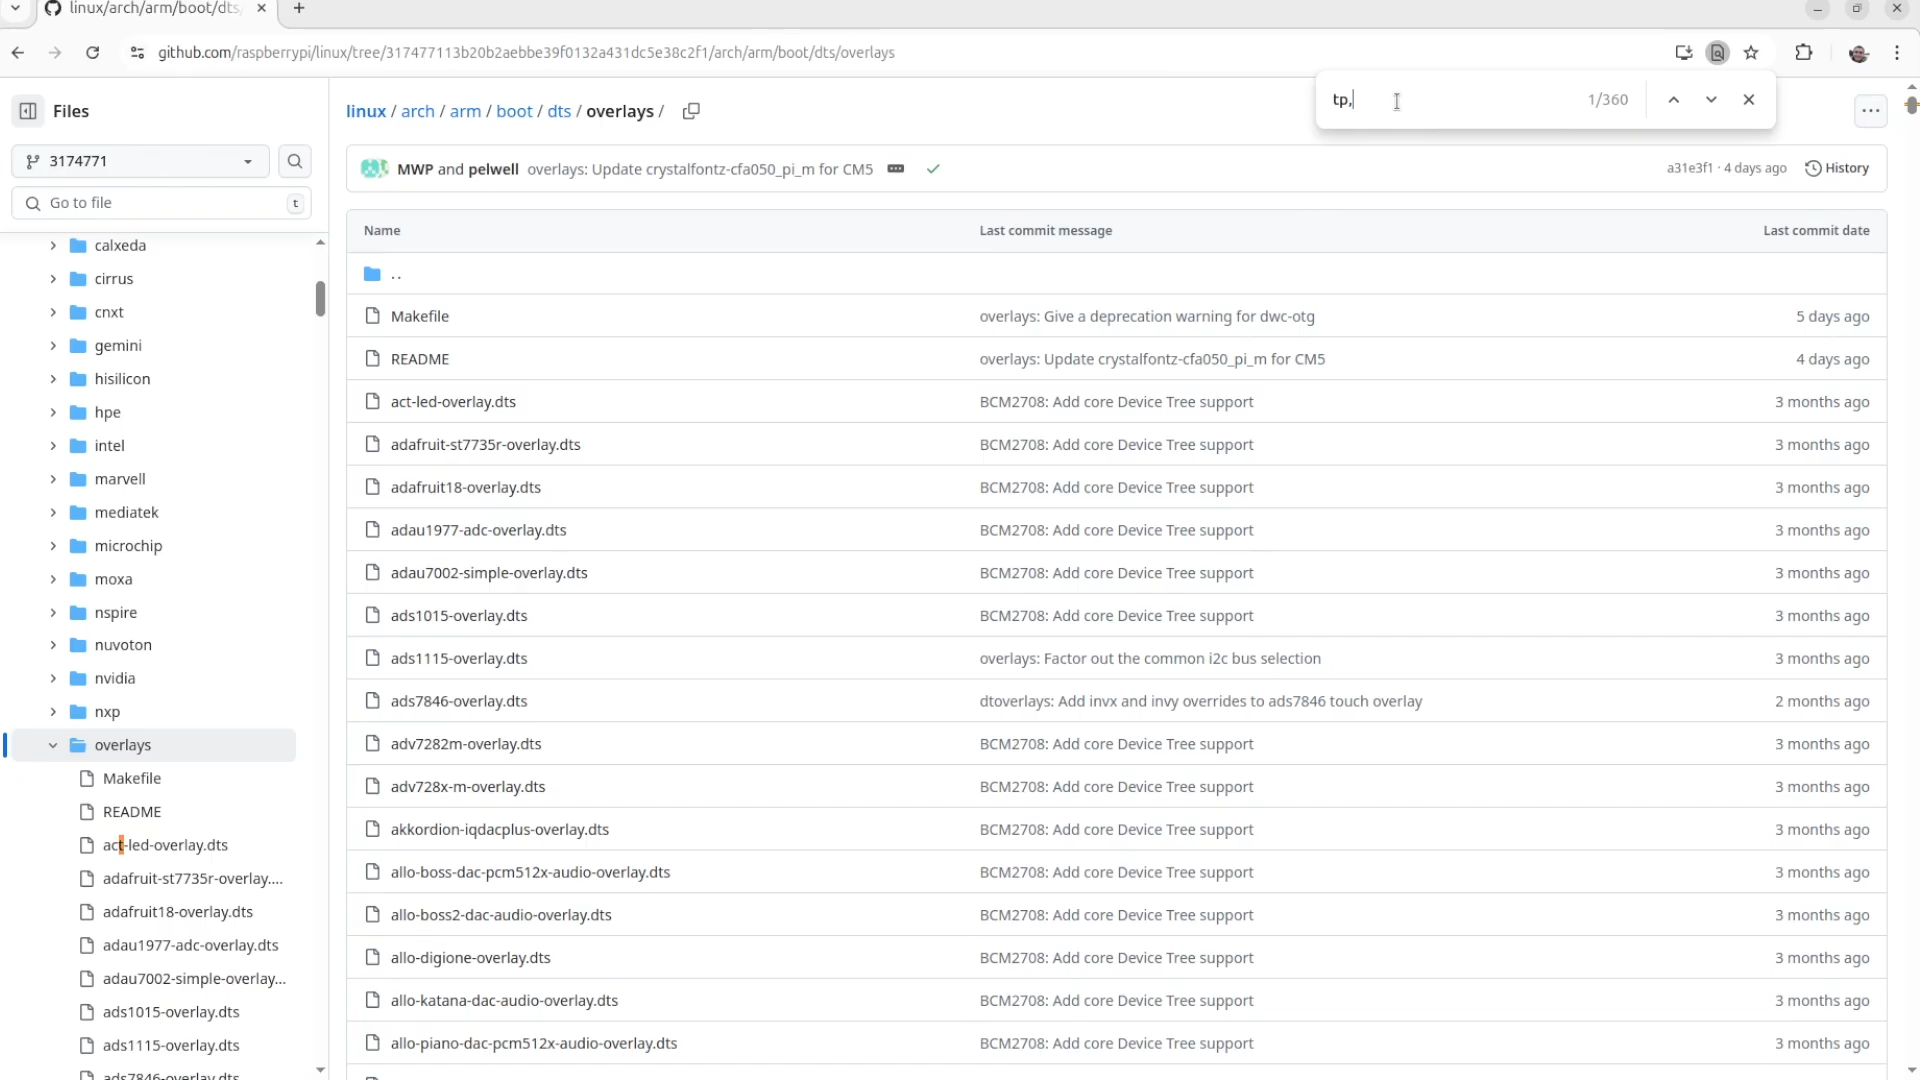 linux/arch/arm/boot/dts/
github.com/raspberrypi/linux/tree/317477113b20b2aebbe39f0132a431dc5e38c2f1/arch/arm/boot/dts/overlays
tp,
1/360
Files
linux / arch / arm / boot / dts / overlays /
3174771
MWP and pelwell overlays: Update crystalfontz-cfa050_pi_m for CM5
a31e3f1 · 4 days ago
History
Go to file
t
Name Last commit message Last commit date
calxeda
cirrus
cnxt
gemini
hisilicon
hpe
intel
marvell
mediatek
microchip
moxa
nspire
nuvoton
nvidia
nxp
overlays
Makefile
README
act-led-overlay.dts
adafruit-st7735r-overlay....
adafruit18-overlay.dts
adau1977-adc-overlay.dts
adau7002-simple-overlay...
ads1015-overlay.dts
ads1115-overlay.dts
ads7846-overlay.dts
..
Makefile overlays: Give a deprecation warning for dwc-otg 5 days ago
README overlays: Update crystalfontz-cfa050_pi_m for CM5 4 days ago
act-led-overlay.dts BCM2708: Add core Device Tree support 3 months ago
adafruit-st7735r-overlay.dts BCM2708: Add core Device Tree support 3 months ago
adafruit18-overlay.dts BCM2708: Add core Device Tree support 3 months ago
adau1977-adc-overlay.dts BCM2708: Add core Device Tree support 3 months ago
adau7002-simple-overlay.dts BCM2708: Add core Device Tree support 3 months ago
ads1015-overlay.dts BCM2708: Add core Device Tree support 3 months ago
ads1115-overlay.dts overlays: Factor out the common i2c bus selection 3 months ago
ads7846-overlay.dts dtoverlays: Add invx and invy overrides to ads7846 touch overlay 2 months ago
adv7282m-overlay.dts BCM2708: Add core Device Tree support 3 months ago
adv728x-m-overlay.dts BCM2708: Add core Device Tree support 3 months ago
akkordion-iqdacplus-overlay.dts BCM2708: Add core Device Tree support 3 months ago
allo-boss-dac-pcm512x-audio-overlay.dts BCM2708: Add core Device Tree support 3 months ago
allo-boss2-dac-audio-overlay.dts BCM2708: Add core Device Tree support 3 months ago
allo-digione-overlay.dts BCM2708: Add core Device Tree support 3 months ago
allo-katana-dac-audio-overlay.dts BCM2708: Add core Device Tree support 3 months ago
allo-piano-dac-pcm512x-audio-overlay.dts BCM2708: Add core Device Tree support 3 months ago